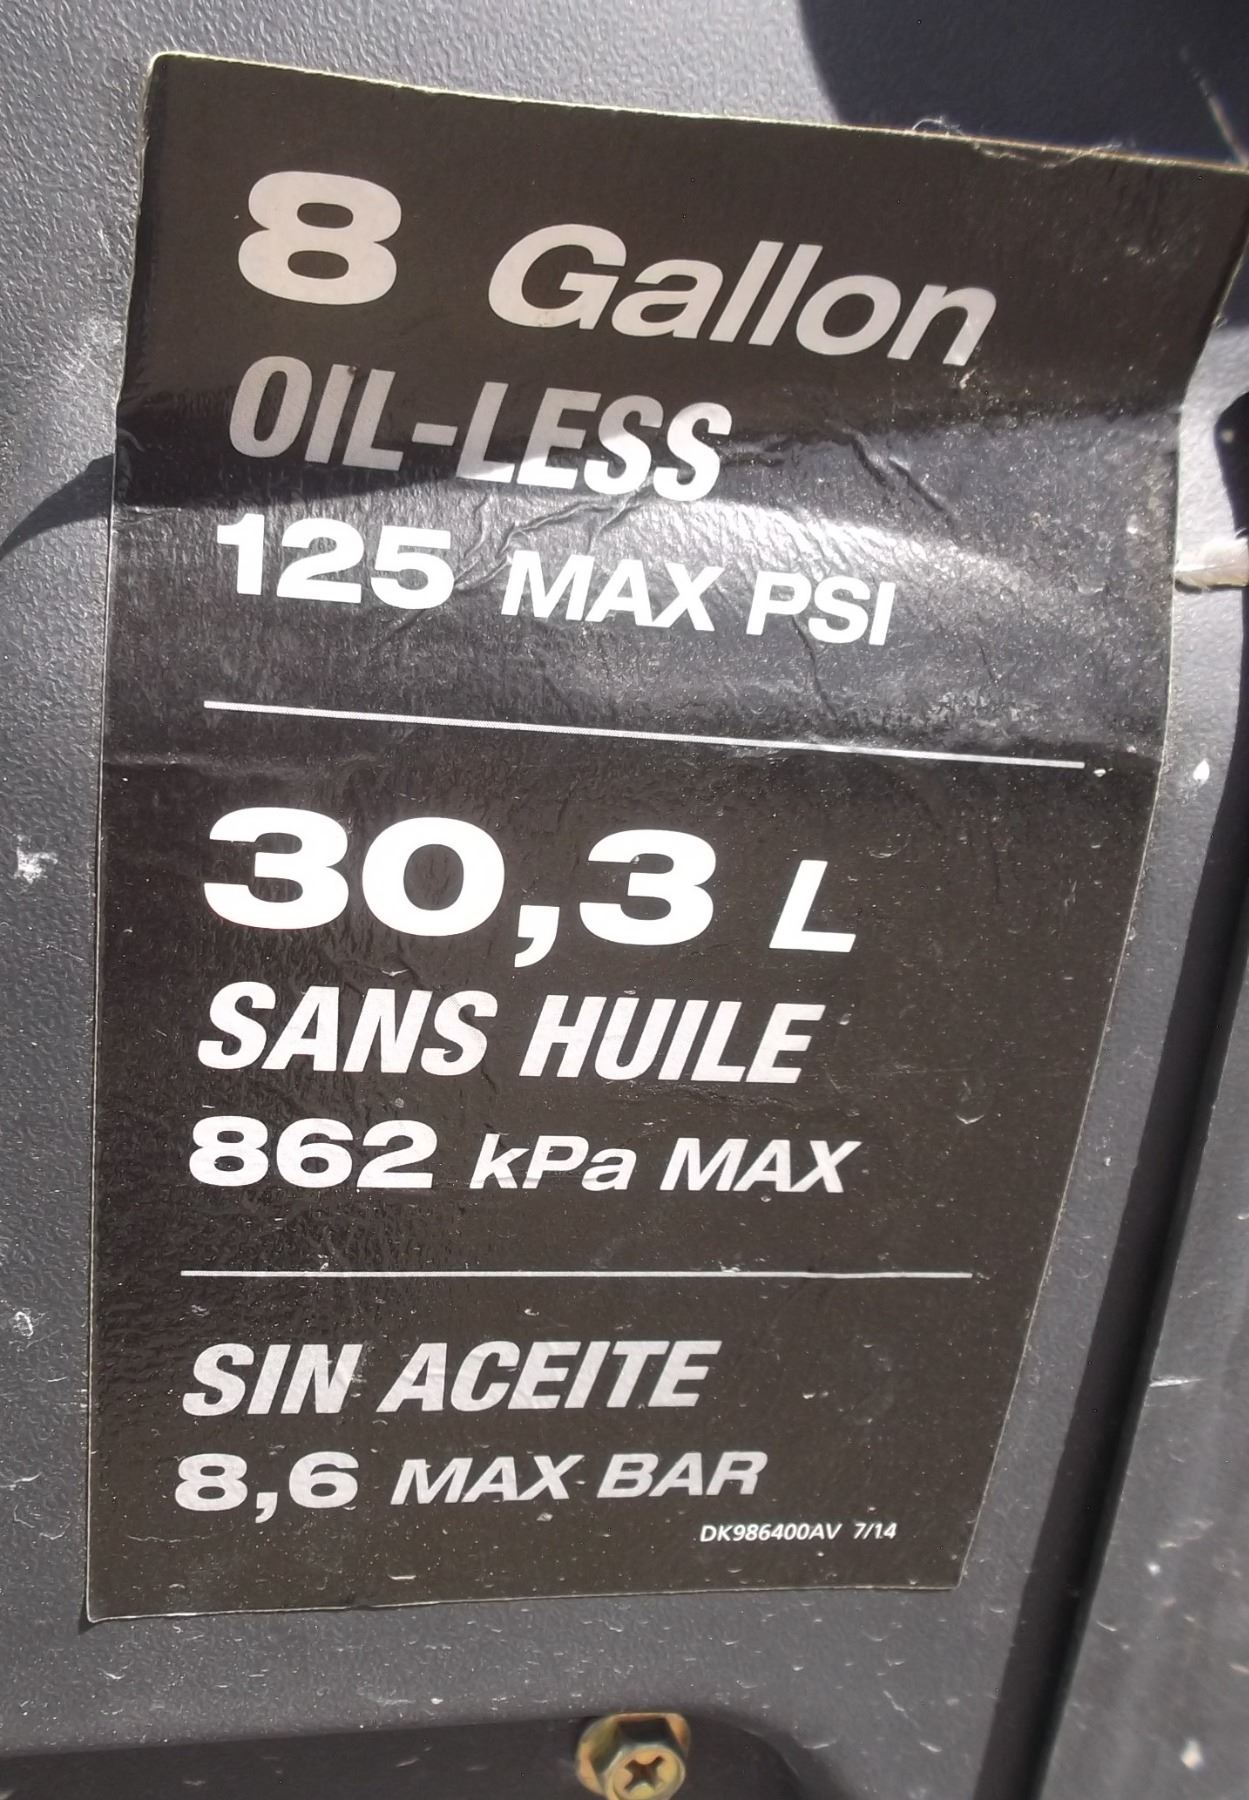 8 Gallon
OIL-LESS
125 MAX PSI
30,3 L
SANS HUILE
862 kPa MAX
SIN ACEITE
8,6 MAX BAR
DK986400AV 7/14